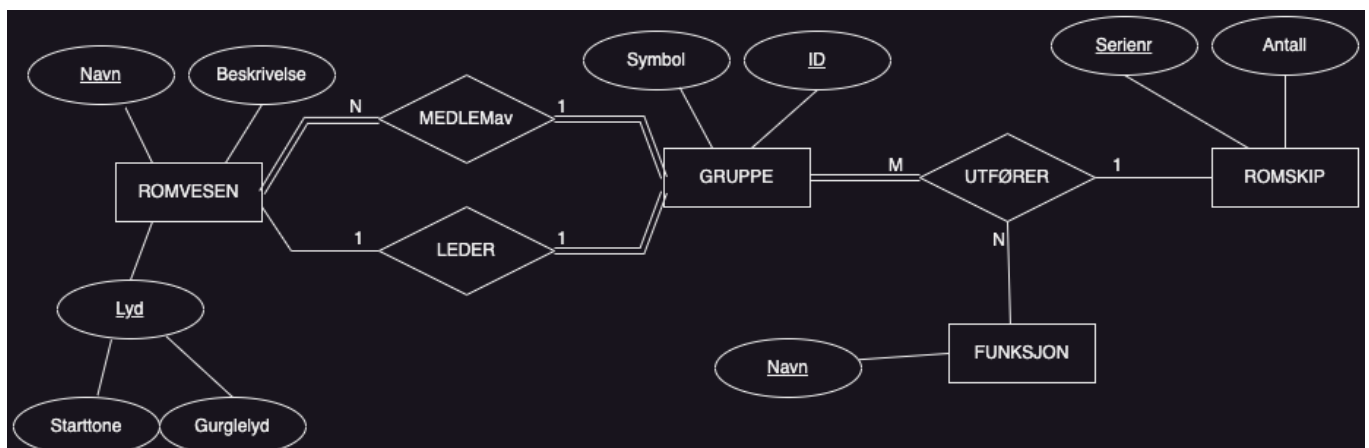 Navn
Beskrivelse
Symbol
ID
Serienr
Antall
N
MEDLEMav
1
ROMVESEN
GRUPPE
M
UTFØRER
1
ROMSKIP
1
LEDER
1
N
Lyd
FUNKSJON
Navn
Starttone
Gurglelyd